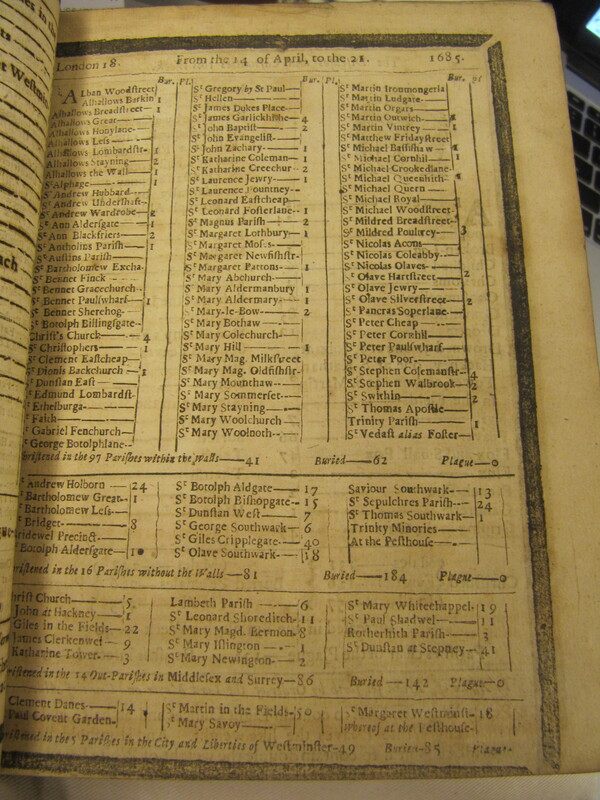 London 18. From the 14 of April, to the 21. 1685.
Bur. Pl.
Alban Woodstreet
Alhallows Barkin 1
Alhallows Breadstreet— 1
Alhallows Great
Alhallows Honylane
Alhallows Less
Alhallows Lombardstr— 1
Alhallows Stayning 2
Alhallows the Wall 1
St Alphage 1
St Andrew Hubbard
St Andrew Undershaft
St Andrew Wardrobe
St Ann Aldersgate 1
St Ann Blackfriers 2
St Antholins Parish 1
St Austins Parish
St Bartholomew Excha.
St Bennet Finck
St Bennet Gracechurch
St Bennet Paulswharf 1
St Bennet Sherehog
St Botolph Billingsgate
Christ's Church 4
St Christophers 1
St Clement Eastcheap
St Dionis Backchurch 1
St Dunstan East
St Edmund Lombardst-
Ethelburga
Faith
Gabriel Fenchurch
St George Botolphlane
Bur. Pl.
St Gregory by St Paul
St Hellen
St James Dukes Place
St James Garlickhithe 4
St John Baptist 2
St John Evangelist
St John Zachary 1
St Katharine Coleman 1
St Katharine Creechur 2
St Laurence Jewry 1
St Laurence Pountney
St Leonard Eastcheap
St Leonard Fosterlane 1
St Magnus Parish 2
St Margaret Lothbury 1
St Margaret Moses
St Margaret Newfishstr
St Margaret Pattons 1
St Mary Abchurch 2
St Mary Aldermanbury 1
St Mary Aldermary 1
St Mary-le-Bow 2
St Mary Bothaw
St Mary Colechurch
St Mary Hill 1
St Mary Mag. Milkstreet
St Mary Mag. Oldfishstr
St Mary Mounthaw
St Mary Sommerset
St Mary Stayning
St Mary Woolchurch
St Mary Woolnoth
Bur. Pl
St Martin Ironmongerla
St Martin Ludgate
St Martin Orgars
St Martin Outwich
St Martin Vintrey 1
St Matthew Fridaystreet
St Michael Bassishaw
St Michael Cornhil 1
St Michael Crookedlane
St Michael Queenhith
St Michael Quern
St Michael Royal
St Michael Woodstreet
St Mildred Breadstreet
St Mildred Poultrey 3
St Nicolas Acons
St Nicolas Coleabby
St Nicolas Olaves
St Olave Hartstreet 2
St Olave Jewry
St Olave Silverstreet 2
St Pancras Soperlane
St Peter Cheap
St Peter Cornhil
St Peter Paulswharf
St Peter Poor
St Stephen Colemanstr 4
St Stephen Walbrook 2
St Swithin 2
St Thomas Apostle
Trinity Parish 1
St Vedast alias Foster
ristened in the 97 Parishes within the Walls—41 Buried—62 Plague—0
Andrew Holborn 24
Bartholomew Great 1
Bartholomew Less
Bridget 8
Bridewel Precinct
Botolph Aldersgate 10
St Botolph Aldgate 17
St Botolph Bishopgate 15
St Dunstan West 7
St George Southwark 6
St Giles Cripplegate 40
St Olave Southwark 18
Saviour Southwark 13
St Sepulchres Parish 24
St Thomas Southwark 1
Trinity Minories
At the Pesthouse
ristened in the 16 Parishes without the Walls—81 Buried—184 Plague—0
hrist Church 5
John at Hackney 1
Giles in the Fields 22
James Clerkenwel 9
Katharine Tower 3
Lambeth Parish 6
St Leonard Shoreditch 11
St Mary Magd. Bermon. 8
St Mary Islington 1
St Mary Newington 2
St Mary Whitechappel 19
St Paul Shadwel 11
Rotherhith Parish 3
St Dunstan at Stepney 41
ristened in the 14 Out-Parishes in Middlesex and Surrey—86 Buried—142 Plague—0
Clement Danes 14
Paul Covent Garden
St Martin in the Fields 50
St Mary Savoy
St Margaret Westminst- 18
Whereof at the Pesthouse
ristened in the 5 Parishes in the City and Liberties of Westminster—49 Buried—85 Plague-